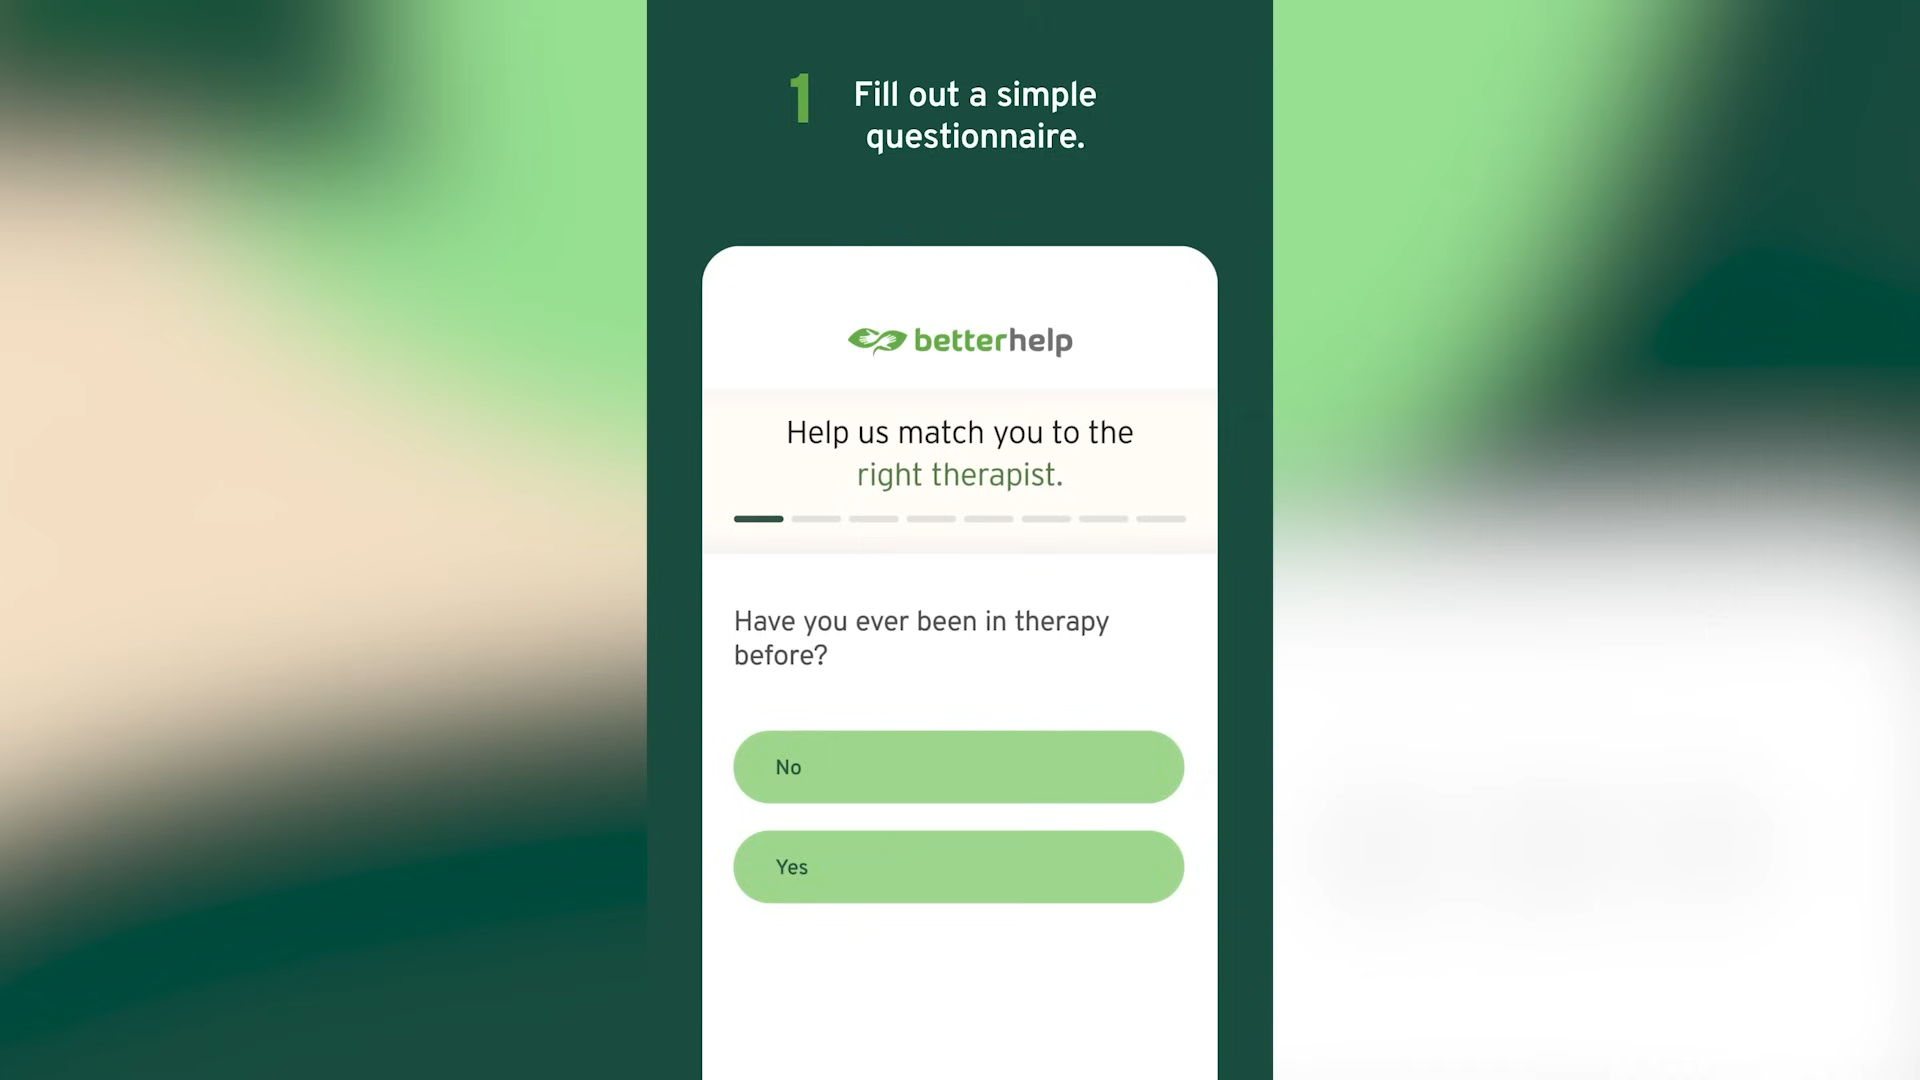 1 Fill out a simple
questionnaire.
betterhelp
Help us match you to the
right therapist.
Have you ever been in therapy
before?
No
Yes